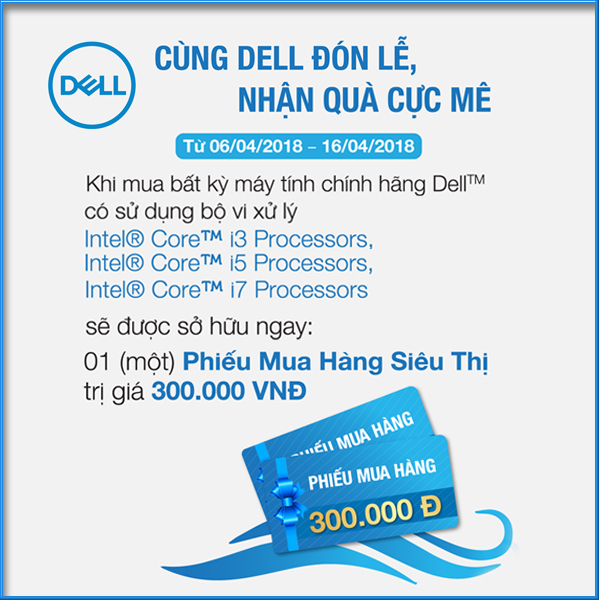 DELL
CÙNG DELL ĐÓN LỄ,
NHẬN QUÀ CỰC MÊ
Từ 06/04/2018 – 16/04/2018
Khi mua bất kỳ máy tính chính hãng Dell™
có sử dụng bộ vi xử lý
Intel® Core™ i3 Processors,
Intel® Core™ i5 Processors,
Intel® Core™ i7 Processors
sẽ được sở hữu ngay:
01 (một) Phiếu Mua Hàng Siêu Thị
trị giá 300.000 VNĐ
PHIẾU MUA HÀNG
PHIẾU MUA HÀNG
300.000 Đ